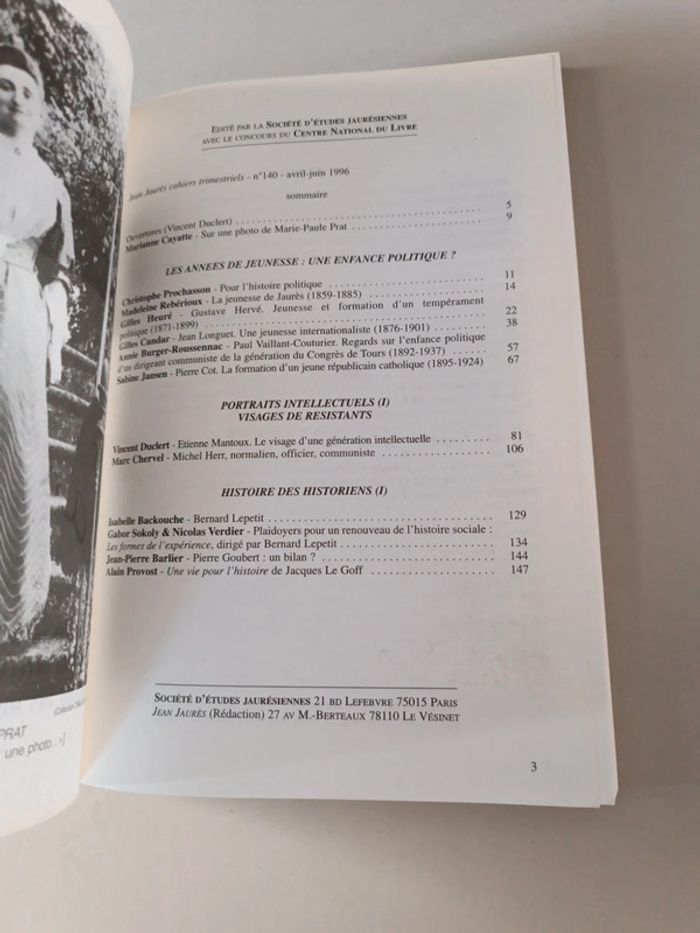 EDITÉ PAR LA SOCIÉTÉ D'ÉTUDES JAURÉSIENNES
AVEC LE CONCOURS DU CENTRE NATIONAL DU LIVRE
Jean Jaurès cahiers trimestriels - n°140 - avril-juin 1996
sommaire
Ouvertures (Vincent Duclert) 5
Marianne Cayatte - Sur une photo de Marie-Paule Prat 9
LES ANNEES DE JEUNESSE : UNE ENFANCE POLITIQUE ?
Christophe Prochasson - Pour l'histoire politique 11
Madeleine Rebérioux - La jeunesse de Jaurès (1859-1885) 14
Gilles Heuré - Gustave Hervé. Jeunesse et formation d'un tempérament
politique (1871-1899) 22
Gilles Candar - Jean Longuet. Une jeunesse internationaliste (1876-1901) 38
Annie Burger-Roussennac - Paul Vaillant-Couturier. Regards sur l'enfance politique
d'un dirigeant communiste de la génération du Congrès de Tours (1892-1937) 57
Sabine Jansen - Pierre Cot. La formation d'un jeune républicain catholique (1895-1924) 67
PORTRAITS INTELLECTUELS (I)
VISAGES DE RESISTANTS
Vincent Duclert - Etienne Mantoux. Le visage d'une génération intellectuelle 81
Marc Chervel - Michel Herr, normalien, officier, communiste 106
HISTOIRE DES HISTORIENS (I)
Isabelle Backouche - Bernard Lepetit 129
Gabor Sokoly & Nicolas Verdier - Plaidoyers pour un renouveau de l'histoire sociale :
Les formes de l'expérience, dirigé par Bernard Lepetit 134
Jean-Pierre Barlier - Pierre Goubert : un bilan ? 144
Alain Provost - Une vie pour l'histoire de Jacques Le Goff 147
SOCIÉTÉ D'ÉTUDES JAURÉSIENNES 21 BD LEFEBVRE 75015 PARIS
JEAN JAURÈS (Rédaction) 27 AV M.-BERTEAUX 78110 LE VÉSINET
3
(Collection
PRAT
une photo...»]